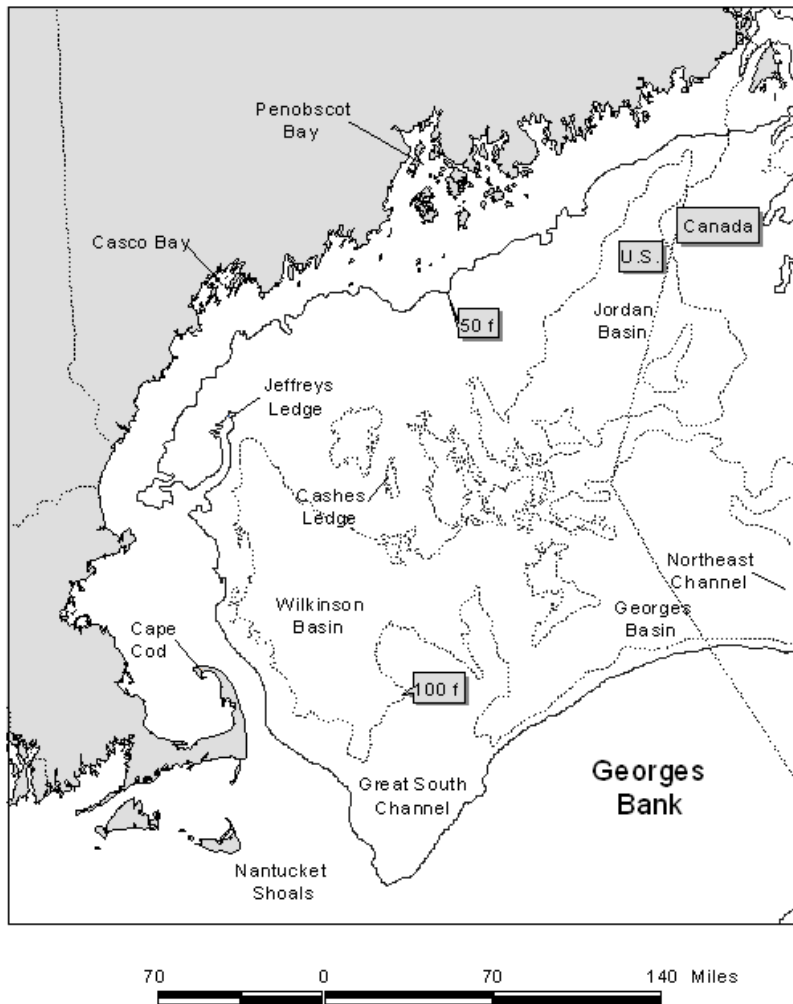 Penobscot
Bay
Canada
Casco Bay
U.S.
Jordan
Basin
50 f
Jeffreys
Ledge
Cashes
Ledge
Northeast
Channel
Wilkinson
Basin
Georges
Basin
Cape
Cod
100 f
Georges
Bank
Great South
Channel
Nantucket
Shoals
70 0 70 140 Miles